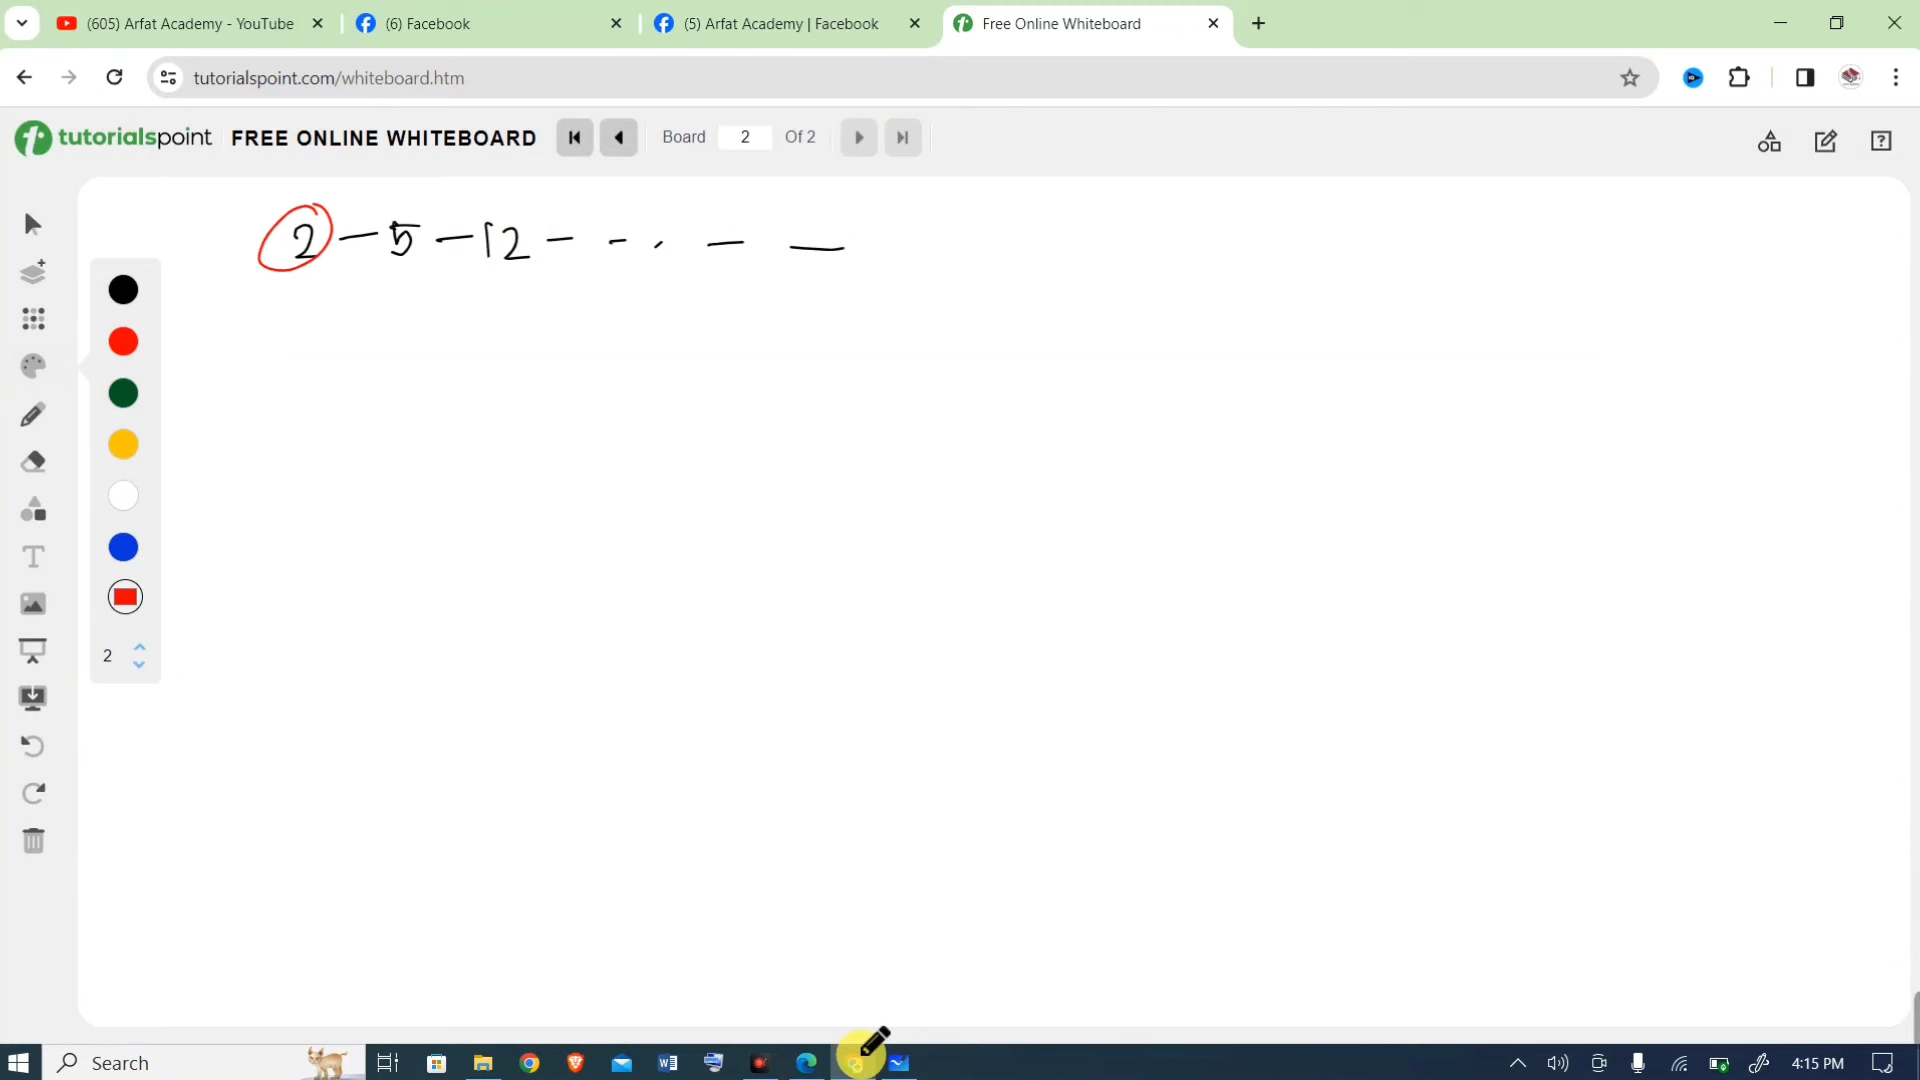 (605) Arfat Academy - YouTube
(6) Facebook
(5) Arfat Academy | Facebook
Free Online Whiteboard
tutorialspoint.com/whiteboard.htm
tutorialspoint
FREE ONLINE WHITEBOARD
Board 2 Of 2
2 - 5 - 12 - - . - _
2
Search
4:15 PM